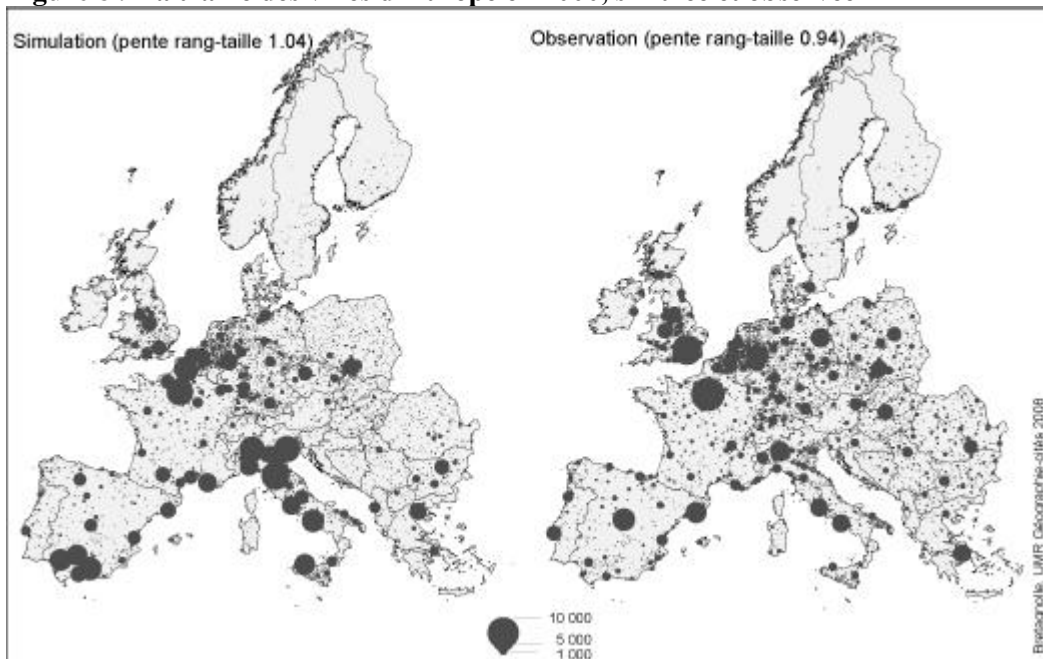 Simulation (pente rang-taille 1.04)
Observation (pente rang-taille 0.94)
10 000
5 000
1 000
Bretagnolle, UMR Géographie-cités 2008